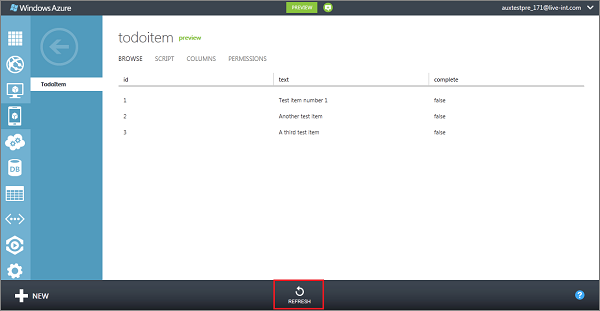 Windows Azure PREVIEW auxtestpre_171@live-int.com
todoitem preview
BROWSE SCRIPT COLUMNS PERMISSIONS
TodoItem
id text complete
1 Test item number 1 false
2 Another test item false
3 A third test item false
DB
NEW REFRESH ?